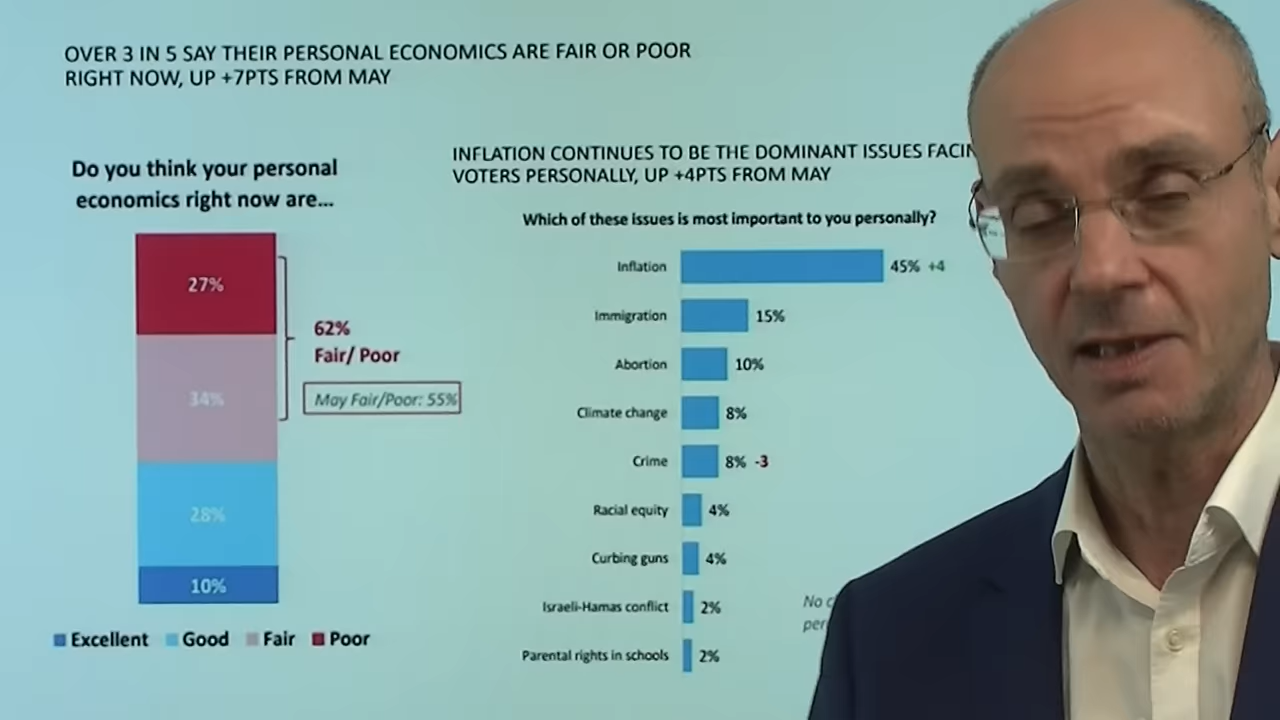 OVER 3 IN 5 SAY THEIR PERSONAL ECONOMICS ARE FAIR OR POOR
RIGHT NOW, UP +7PTS FROM MAY
Do you think your personal
economics right now are...
27%
34%
28%
10%
62%
Fair/ Poor
May Fair/Poor: 55%
Excellent Good Fair Poor
INFLATION CONTINUES TO BE THE DOMINANT ISSUES
VOTERS PERSONALLY, UP +4PTS FROM MAY
Which of these issues is most important to you personally?
Inflation 45% +4
Immigration 15%
Abortion 10%
Climate change 8%
Crime 8% -3
Racial equity 4%
Curbing guns 4%
Israeli-Hamas conflict 2%
Parental rights in schools 2%
No